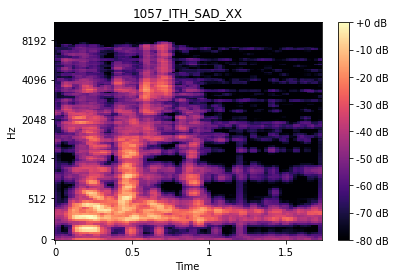 1057_ITH_SAD_XX
+0 dB
8192
-10 dB
4096
-20 dB
-30 dB
2048
Hz
-40 dB
1024
-50 dB
512
-60 dB
-70 dB
0
-80 dB
0
0.5
1
1.5
Time